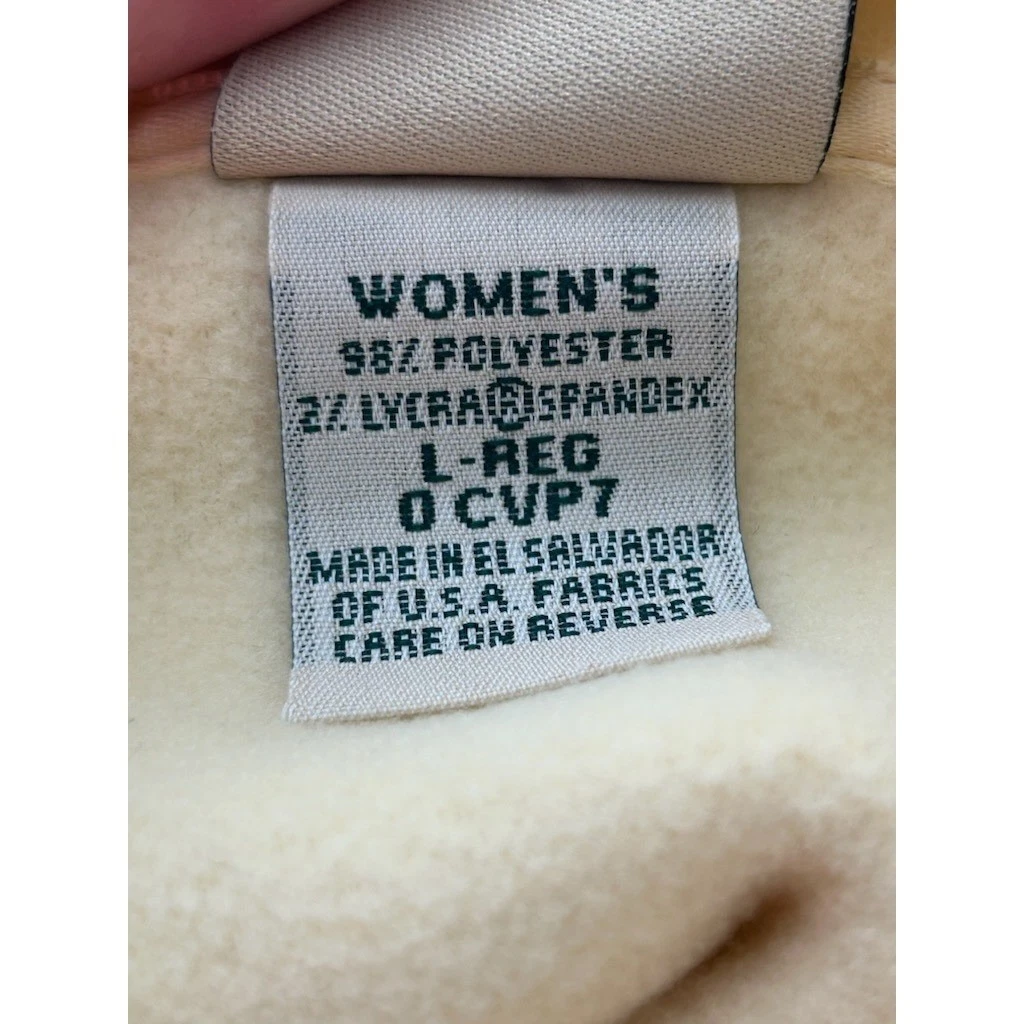 WOMEN'S
98% POLYESTER
2% LYCRA®SPANDEX
L-REG
0 CVP7
MADE IN EL SALVADOR
OF U.S.A. FABRICS
CARE ON REVERSE